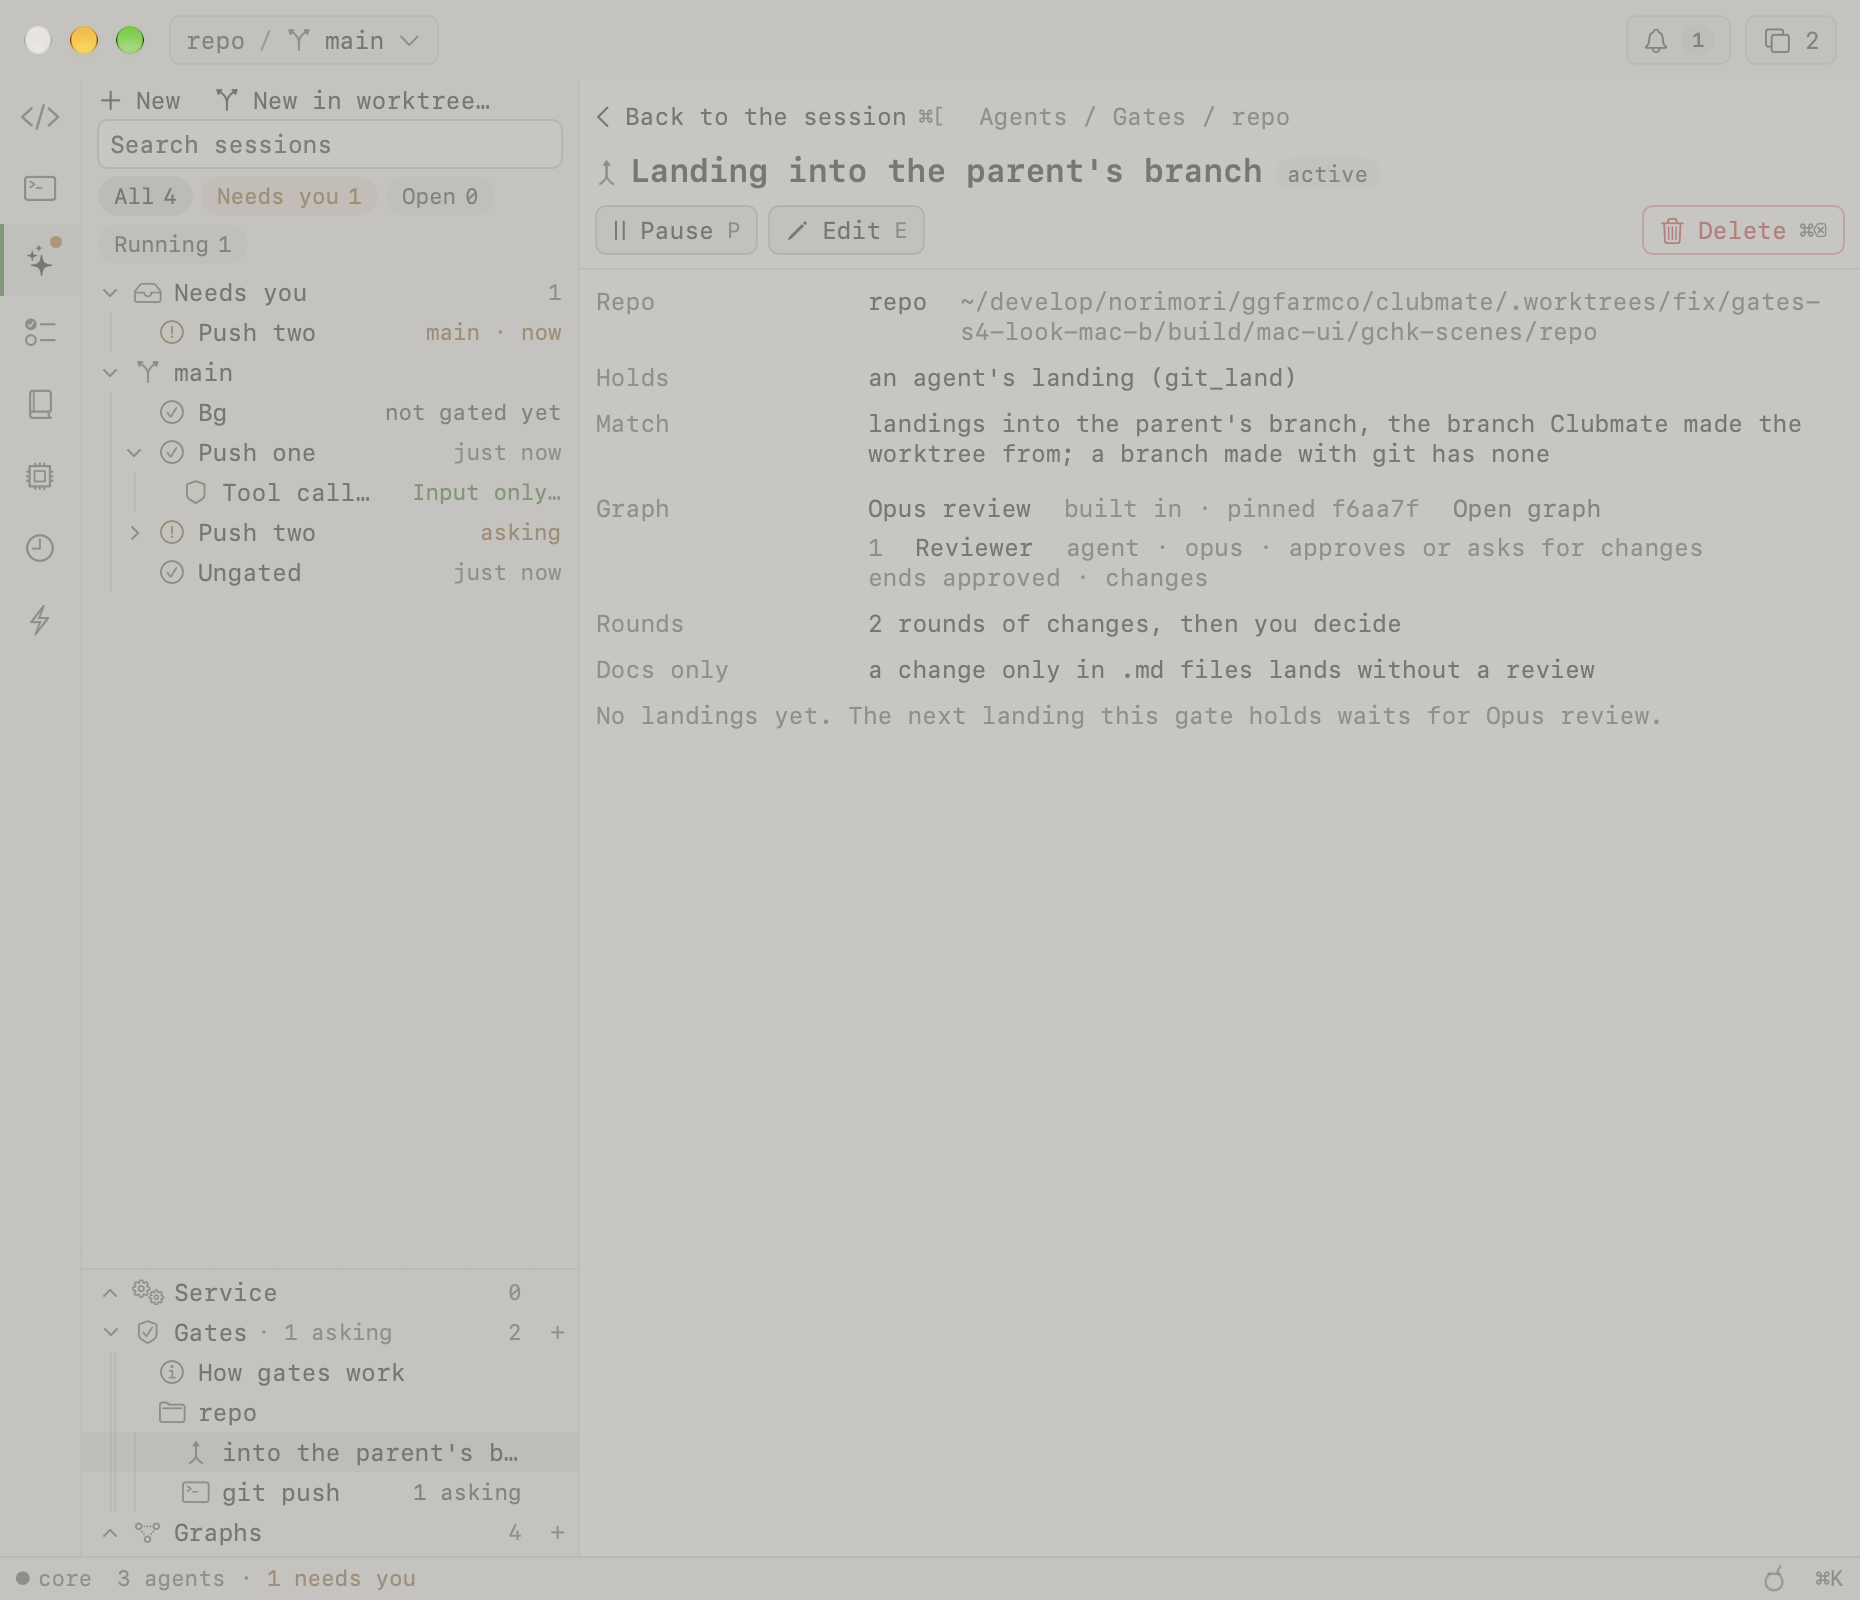 repo / main
1
2
+ New New in worktree…
Search sessions
All 4 Needs you 1 Open 0
Running 1
Needs you 1
Push two main · now
main
Bg not gated yet
Push one just now
Tool call… Input only…
Push two asking
Ungated just now
Service 0
Gates · 1 asking 2 +
How gates work
repo
into the parent's b…
git push 1 asking
Graphs 4 +
Back to the session ⌘[ Agents / Gates / repo
Landing into the parent's branch active
Pause P Edit E Delete ⌘⌫
Repo repo ~/develop/norimori/ggfarmco/clubmate/.worktrees/fix/gates-
s4-look-mac-b/build/mac-ui/gchk-scenes/repo
Holds an agent's landing (git_land)
Match landings into the parent's branch, the branch Clubmate made the
worktree from; a branch made with git has none
Graph Opus review built in · pinned f6aa7f Open graph
1 Reviewer agent · opus · approves or asks for changes
ends approved · changes
Rounds 2 rounds of changes, then you decide
Docs only a change only in .md files lands without a review
No landings yet. The next landing this gate holds waits for Opus review.
core 3 agents · 1 needs you
⌘K